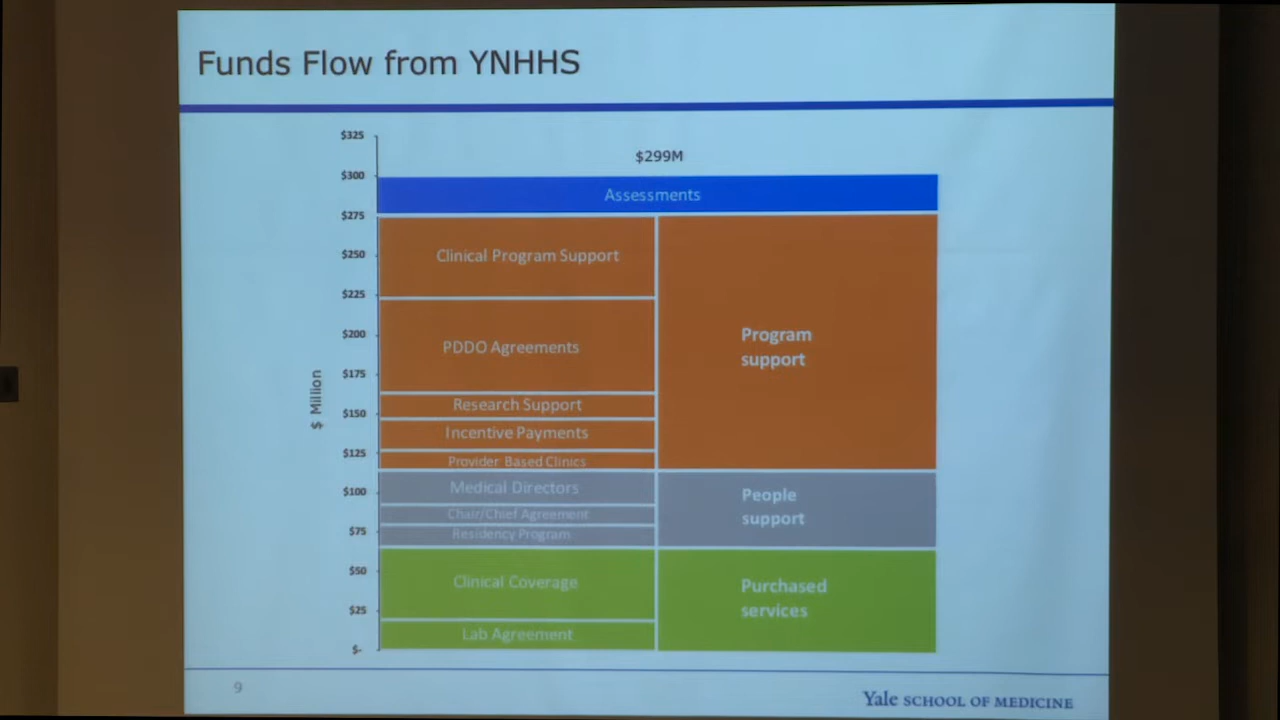 Funds Flow from YNHHS
$325
$299M
$300
Assessments
$275
Clinical Program Support
$250
$225
$200
Program
support
PDDO Agreements
$175
$ Million
Research Support
$150
Incentive Payments
$125
Provider Based Clinics
Medical Directors
$100
People
support
Chair/Chief Agreement
$75
Residency Program
$50
Clinical Coverage
Purchased
services
$25
Lab Agreement
$-
9
Yale SCHOOL OF MEDICINE